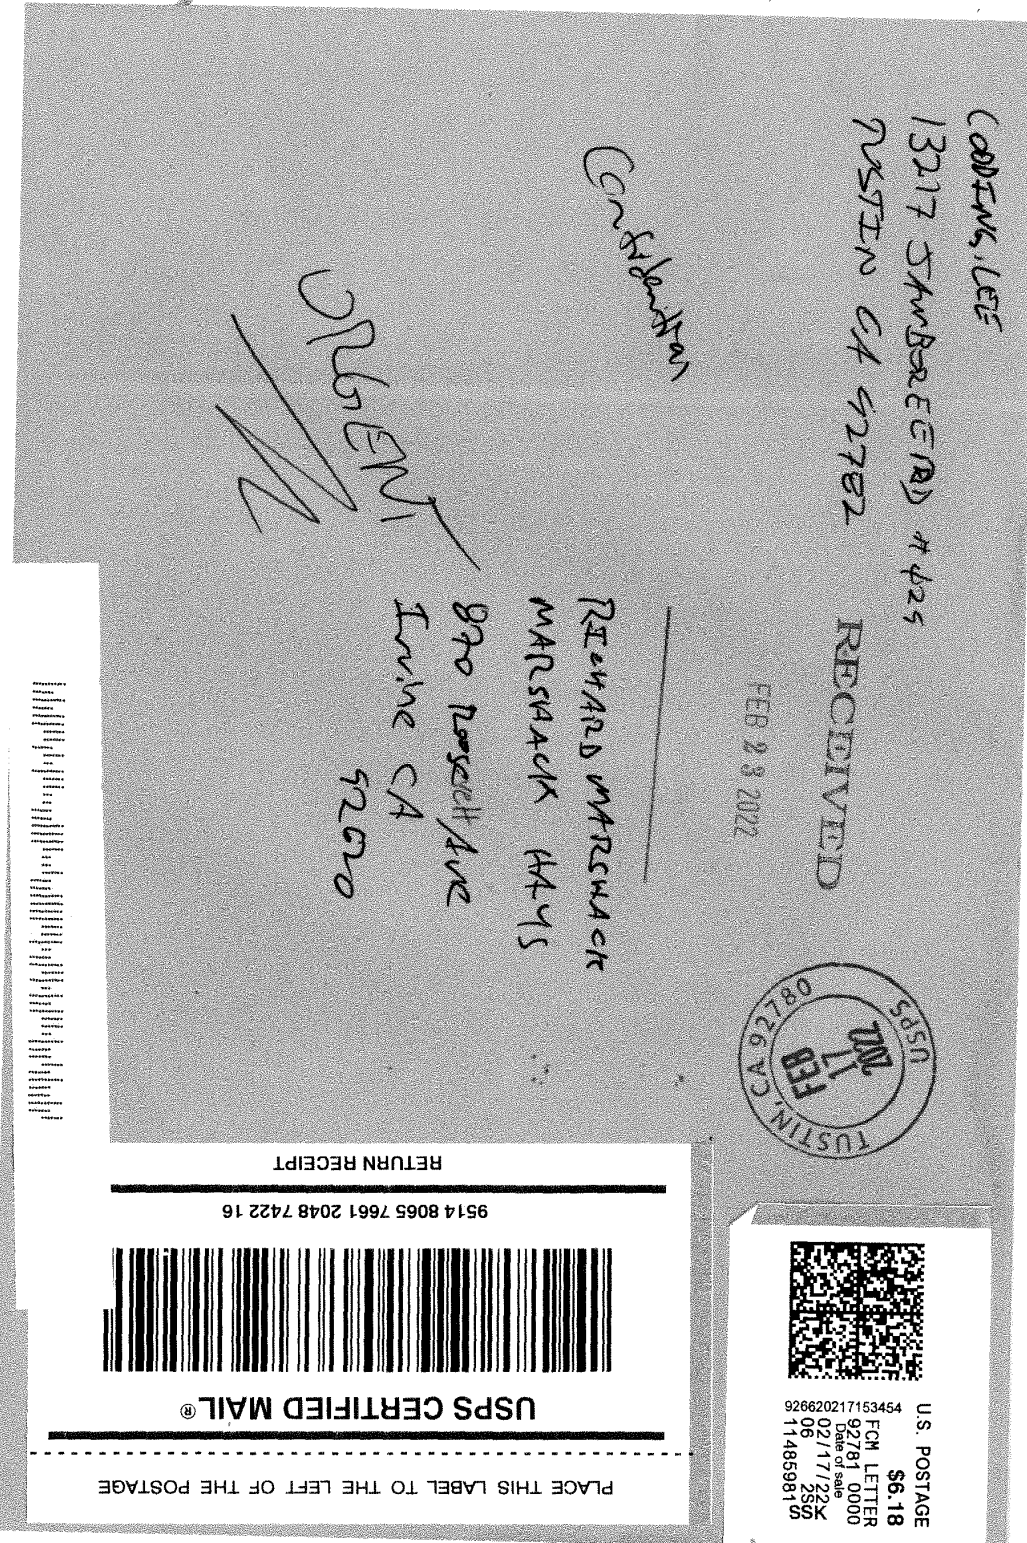 CODDING, LEE
13217 JAMBOREE RD #429
TUSTIN CA 92782
RECEIVED
FEB 23 2022
Confidential
URGENT
RICHARD MARSHACK
MARSHACK HAYS
870 Roosevelt Ave
Irvine CA
92620
USPS
TUSTIN, CA 92780
FEB
17
2022
U.S. POSTAGE
$6.18
FCM LETTER
92781 0000
Date of sale
02/17/22
06 2S
11485981
926620217153454
PLACE THIS LABEL TO THE LEFT OF THE POSTAGE
USPS CERTIFIED MAIL®
9514 8065 7661 2048 7422 16
RETURN RECEIPT